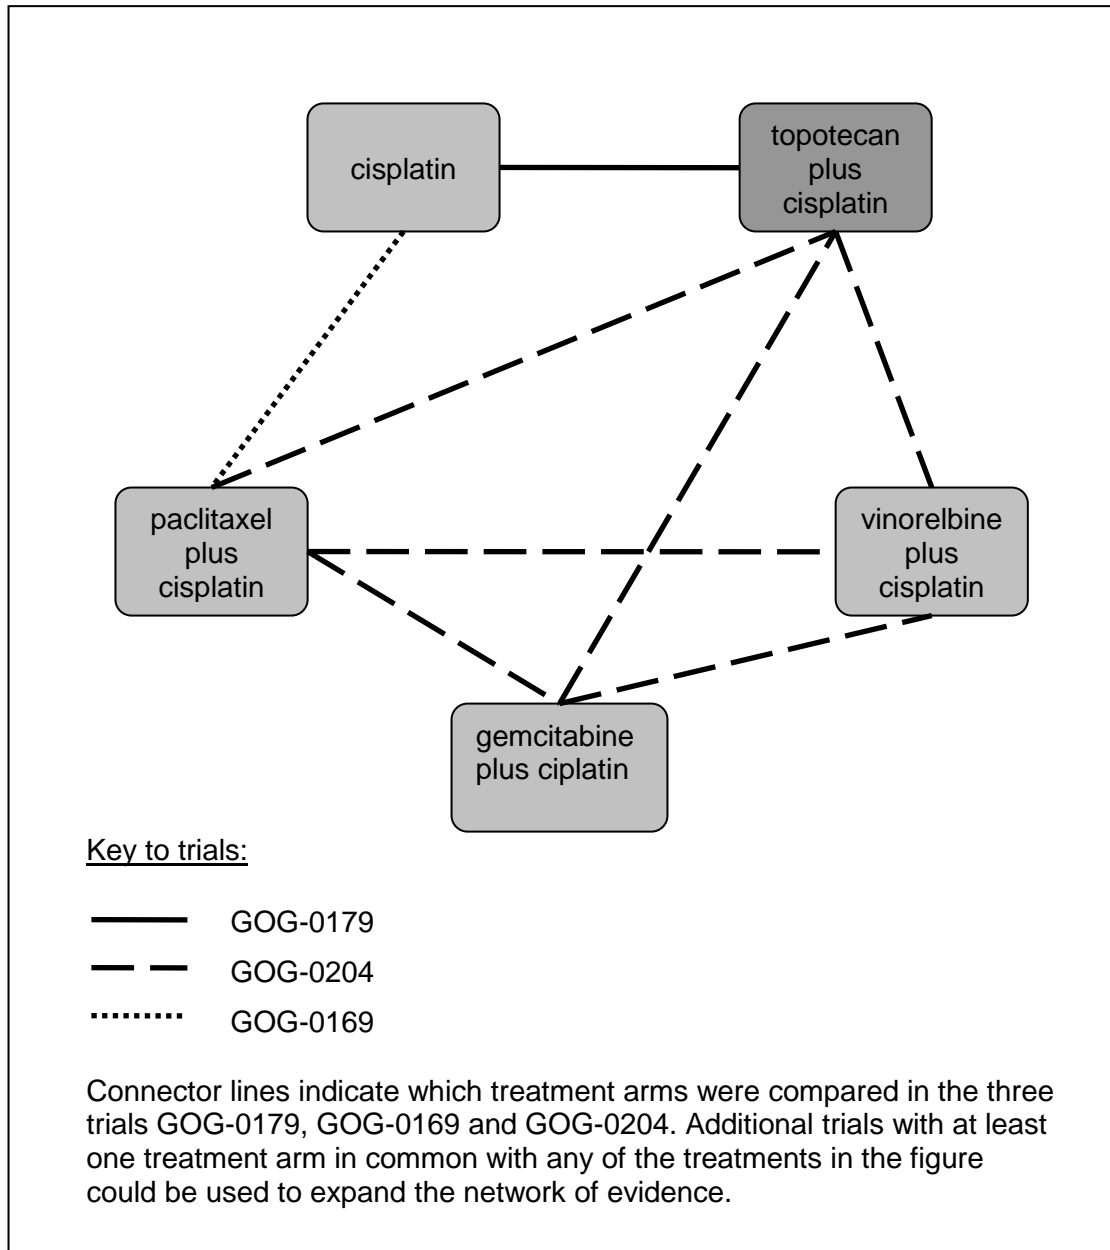 cisplatin
topotecan
plus
cisplatin
paclitaxel
plus
cisplatin
vinorelbine
plus
cisplatin
gemcitabine
plus ciplatin
Key to trials:
GOG-0179
GOG-0204
GOG-0169
Connector lines indicate which treatment arms were compared in the three
trials GOG-0179, GOG-0169 and GOG-0204. Additional trials with at least
one treatment arm in common with any of the treatments in the figure
could be used to expand the network of evidence.